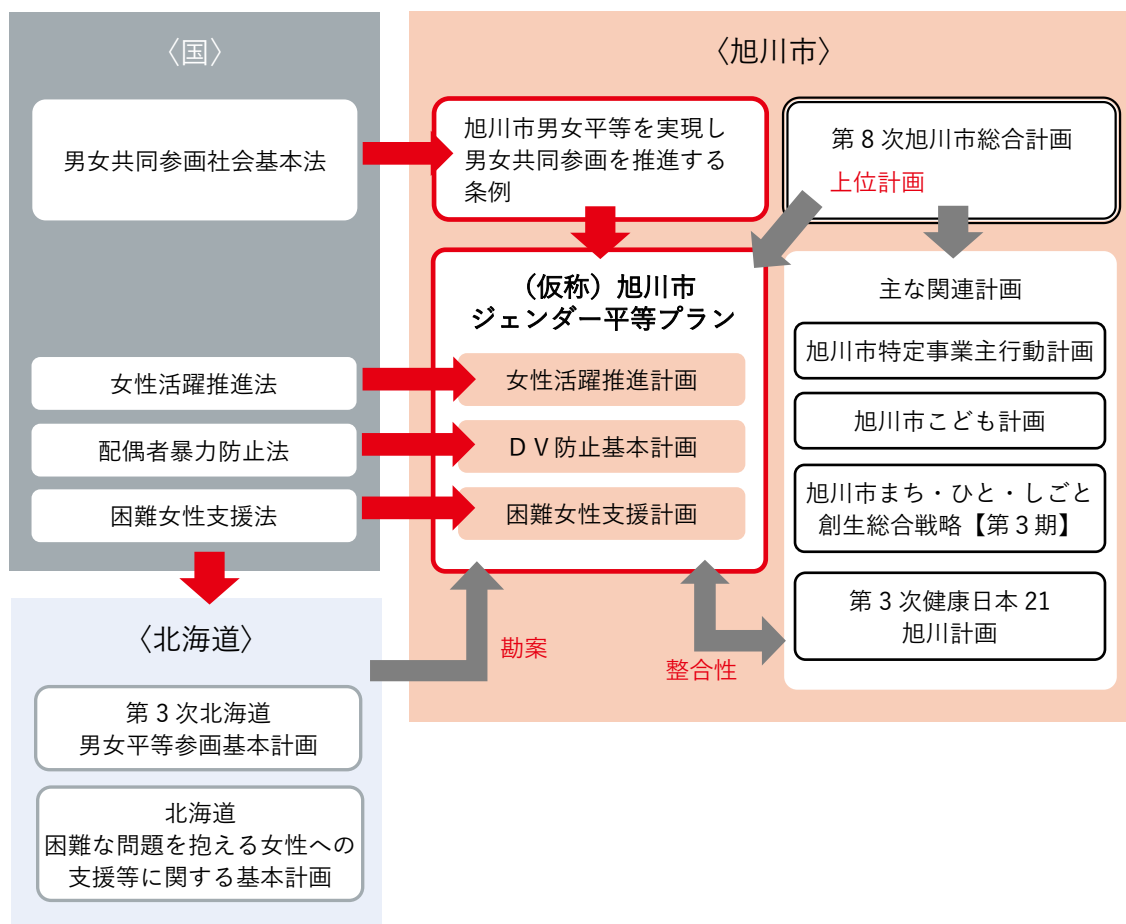 〈国〉
男女共同参画社会基本法
女性活躍推進法
配偶者暴力防止法
困難女性支援法
〈北海道〉
第3次北海道
男女平等参画基本計画
北海道
困難な問題を抱える女性への
支援等に関する基本計画
〈旭川市〉
旭川市男女平等を実現し
男女共同参画を推進する
条例
第8次旭川市総合計画
上位計画
（仮称）旭川市
ジェンダー平等プラン
女性活躍推進計画
ＤＶ防止基本計画
困難女性支援計画
勘案
整合性
主な関連計画
旭川市特定事業主行動計画
旭川市こども計画
旭川市まち・ひと・しごと
創生総合戦略【第3期】
第3次健康日本21
旭川計画